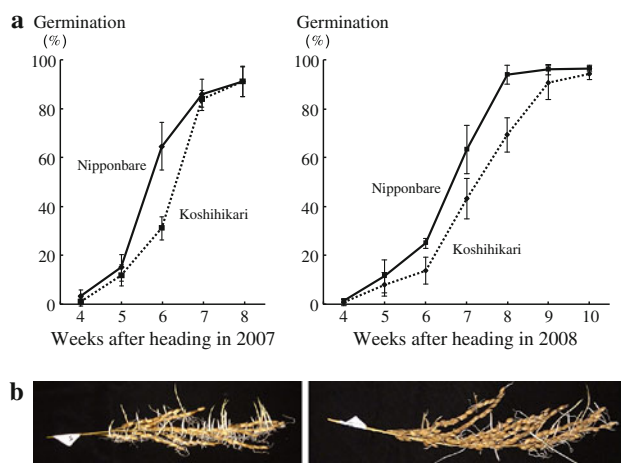 a Germination Germination
(%) (%)
100 100
80 80
60 60
Nipponbare Nipponbare
40 40
Koshihikari
Koshihikari
20 20
0 0
4 5 6 7 8 4 5 6 7 8 9 10
Weeks after heading in 2007 Weeks after heading in 2008
b